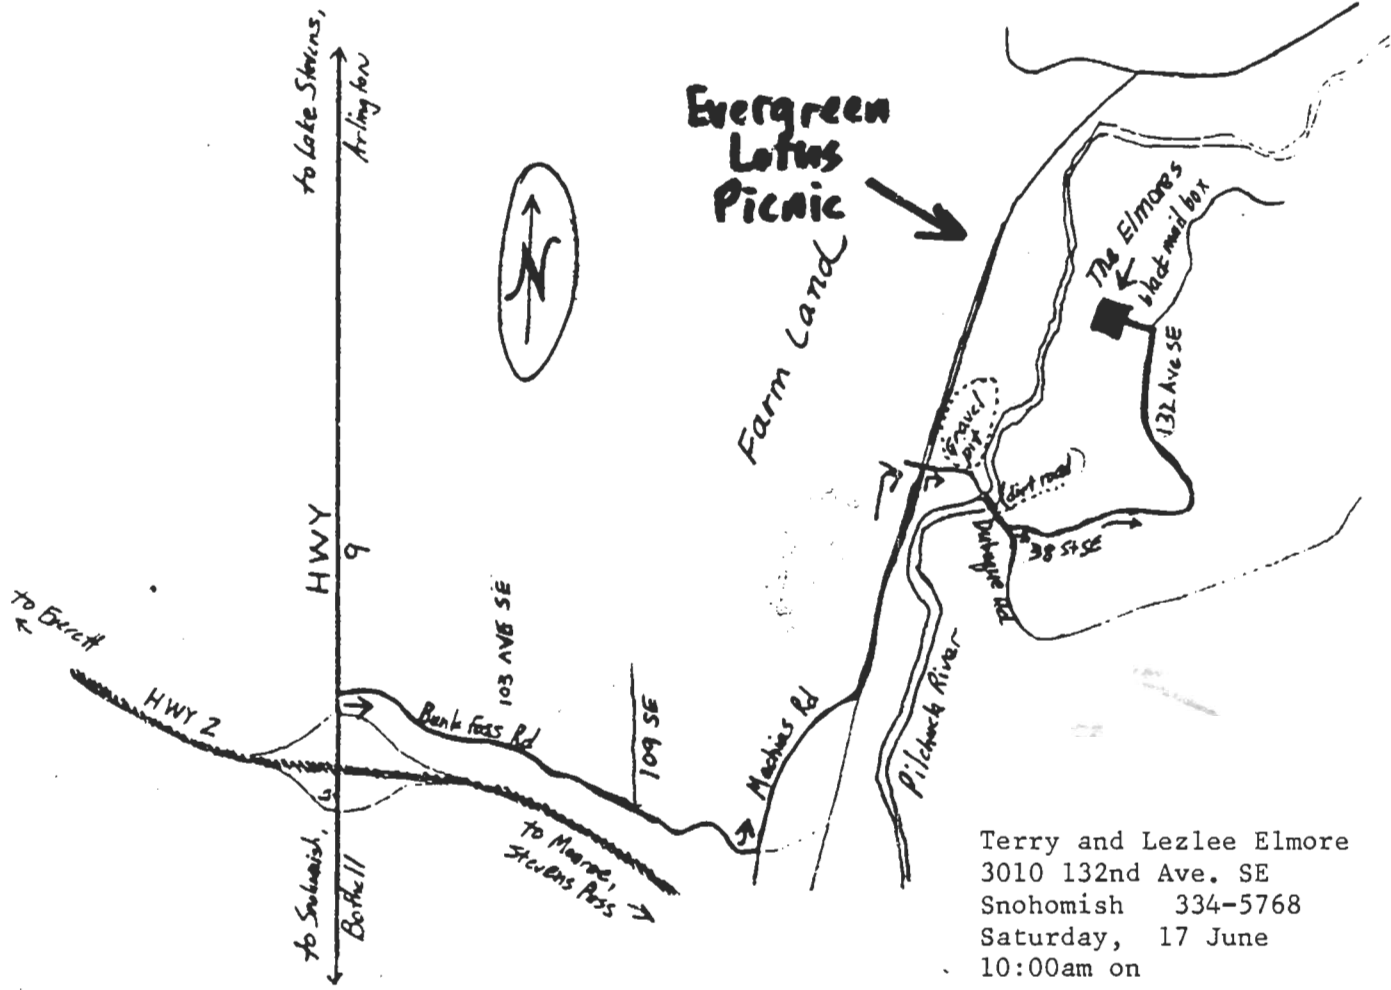 to Lake Stevens,
Arlington
Evergreen
Lotus
Picnic
N
The Elmores
black mail box
Farm Land
132 Ave SE
Gravel
pit
dirt road
38 St SE
Dubuque Rd
HWY
9
to Everett
HWY 2
103 AVE SE
Bunk Foss Rd
109 SE
Machias Rd
Pilchuck River
to Monroe,
Stevens Pass
to Snohomish,
Bothell
Terry and Lezlee Elmore
3010 132nd Ave. SE
Snohomish 334-5768
Saturday, 17 June
10:00am on